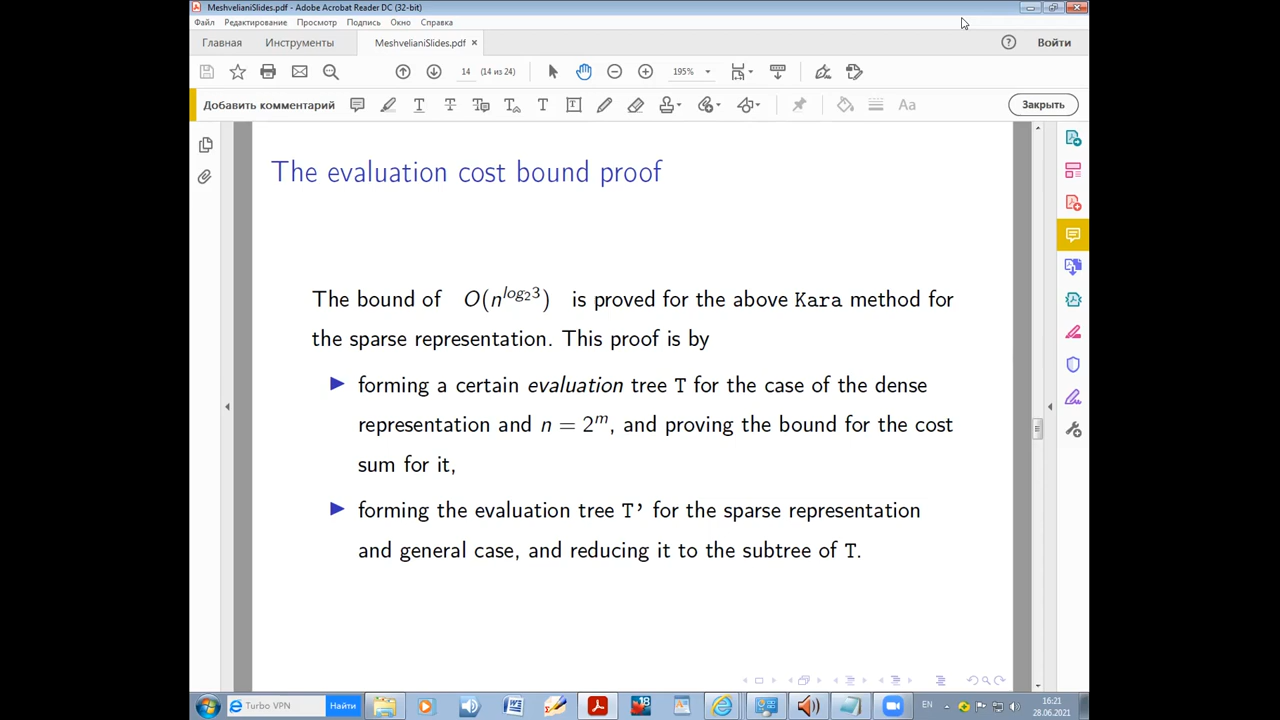 MeshvelianiSlides.pdf - Adobe Acrobat Reader DC (32-bit)
Файл Редактирование Просмотр Подпись Окно Справка
Главная Инструменты MeshvelianiSlides.pdf × Войти
14 (14 из 24) 195%
Добавить комментарий Aa Закрыть
The evaluation cost bound proof
The bound of O(n^{log_2 3}) is proved for the above Kara method for
the sparse representation. This proof is by
forming a certain evaluation tree T for the case of the dense
representation and n = 2^m, and proving the bound for the cost
sum for it,
forming the evaluation tree T' for the sparse representation
and general case, and reducing it to the subtree of T.
Turbo VPN Найти 18 EN 16:21
28.06.2021